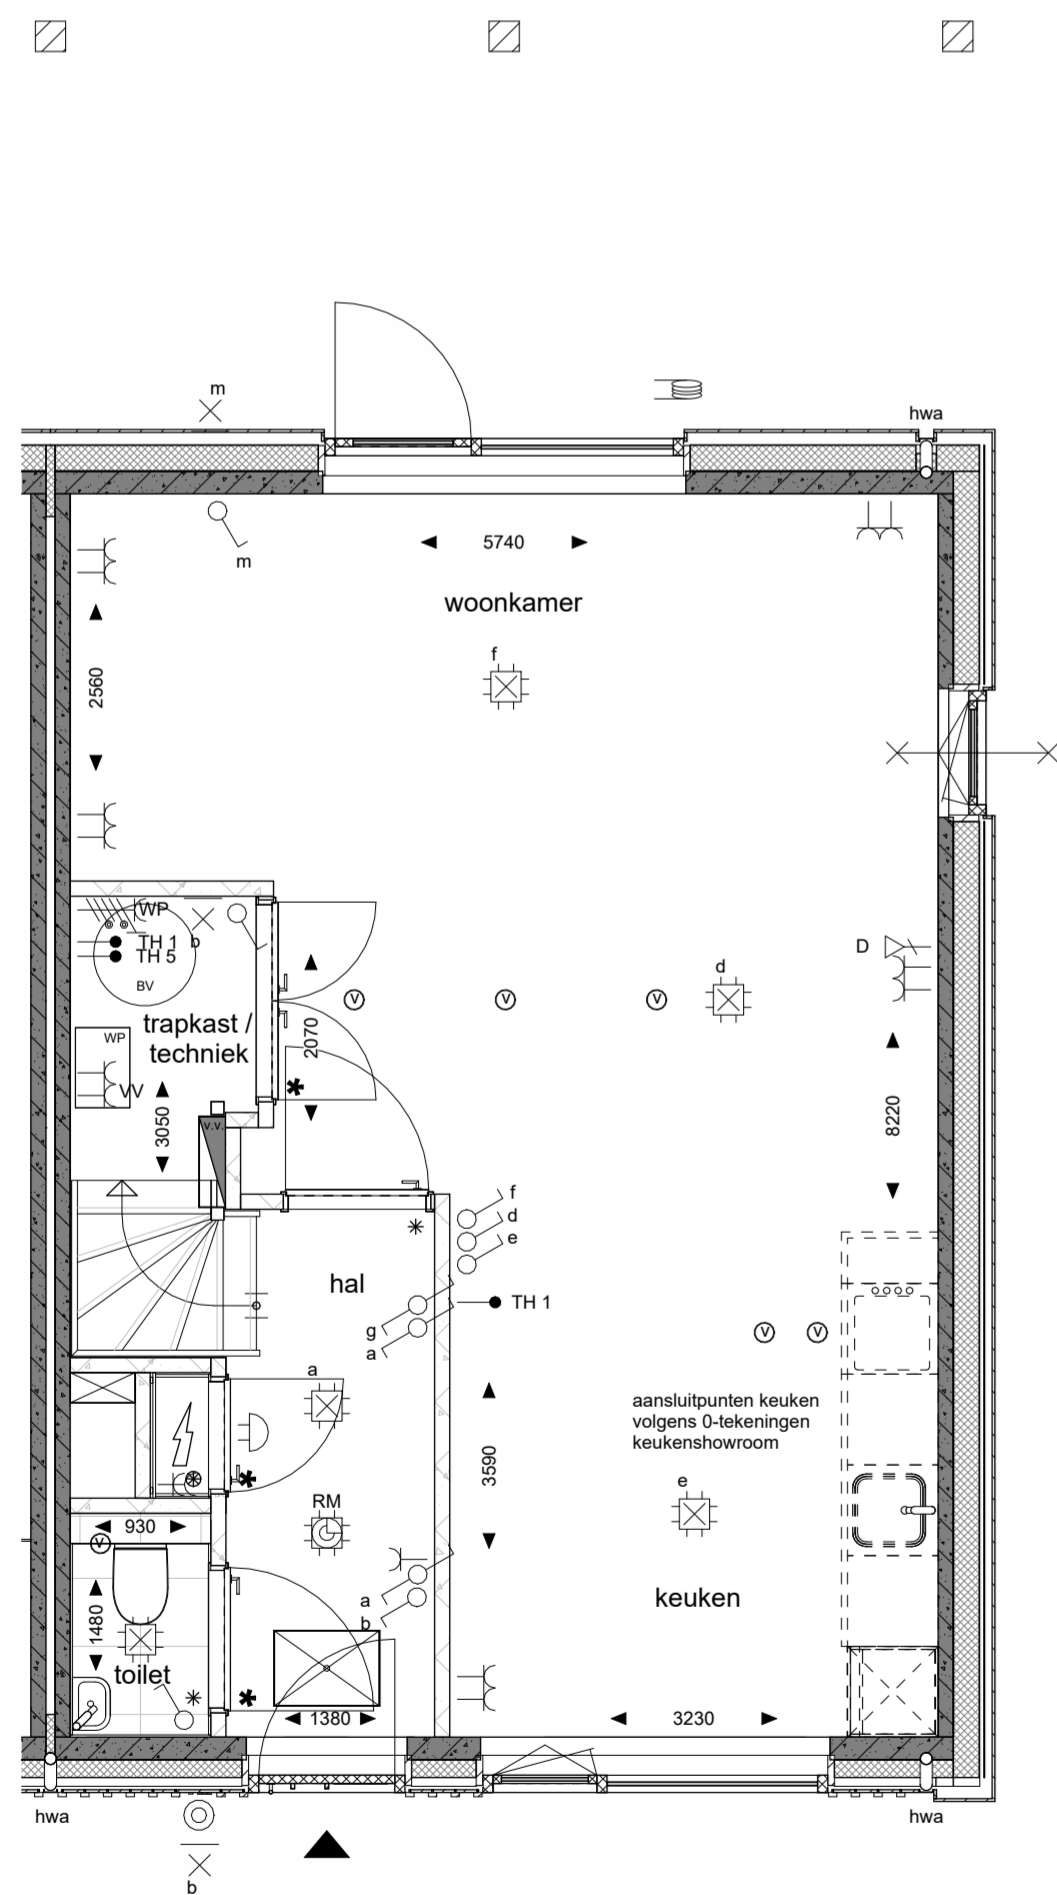 m
hwa
m
5740
woonkamer
f
2560
WP
TH 1
b
TH 5
BV
D
d
V
V
V
trapkast /
techniek
2070
WP
VV
3050
8220
v.v.
f
d
e
hal
TH 1
g
a
V
V
a
aansluitpunten keuken
volgens 0-tekeningen
keukenshowroom
3590
e
RM
930
V
a
b
keuken
1480
toilet
1380
3230
hwa
hwa
b